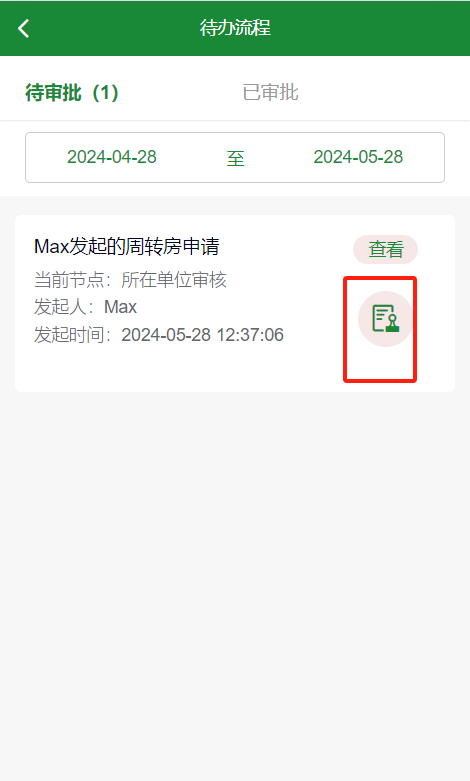 待办流程
待审批（1） 已审批
2024-04-28 至 2024-05-28
Max发起的周转房申请 查看
当前节点：所在单位审核
发起人：Max
发起时间：2024-05-28 12:37:06